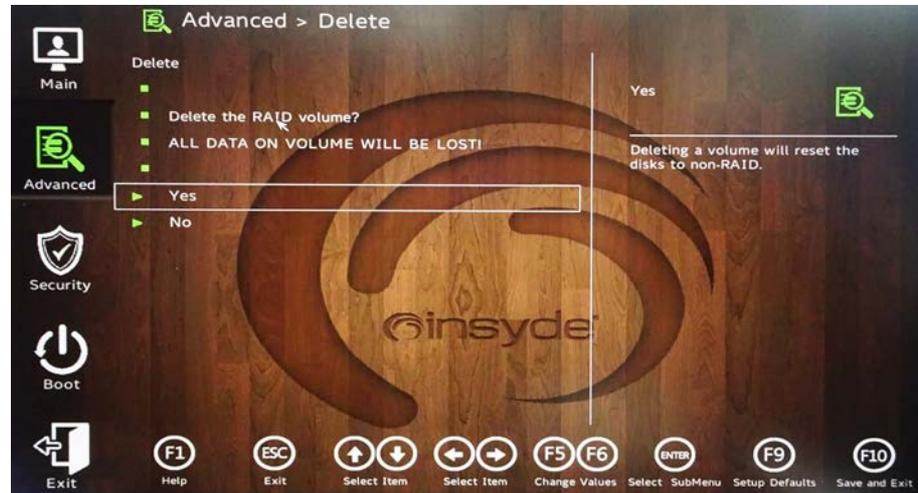 Advanced > Delete
Main
Advanced
Security
Boot
Exit
Delete
Delete the RAID volume?
ALL DATA ON VOLUME WILL BE LOST!
Yes
No
Yes
Deleting a volume will reset the
disks to non-RAID.
insyde
F1
Help
ESC
Exit
Select Item
Select Item
F5 F6
Change Values
ENTER
Select SubMenu
F9
Setup Defaults
F10
Save and Exit